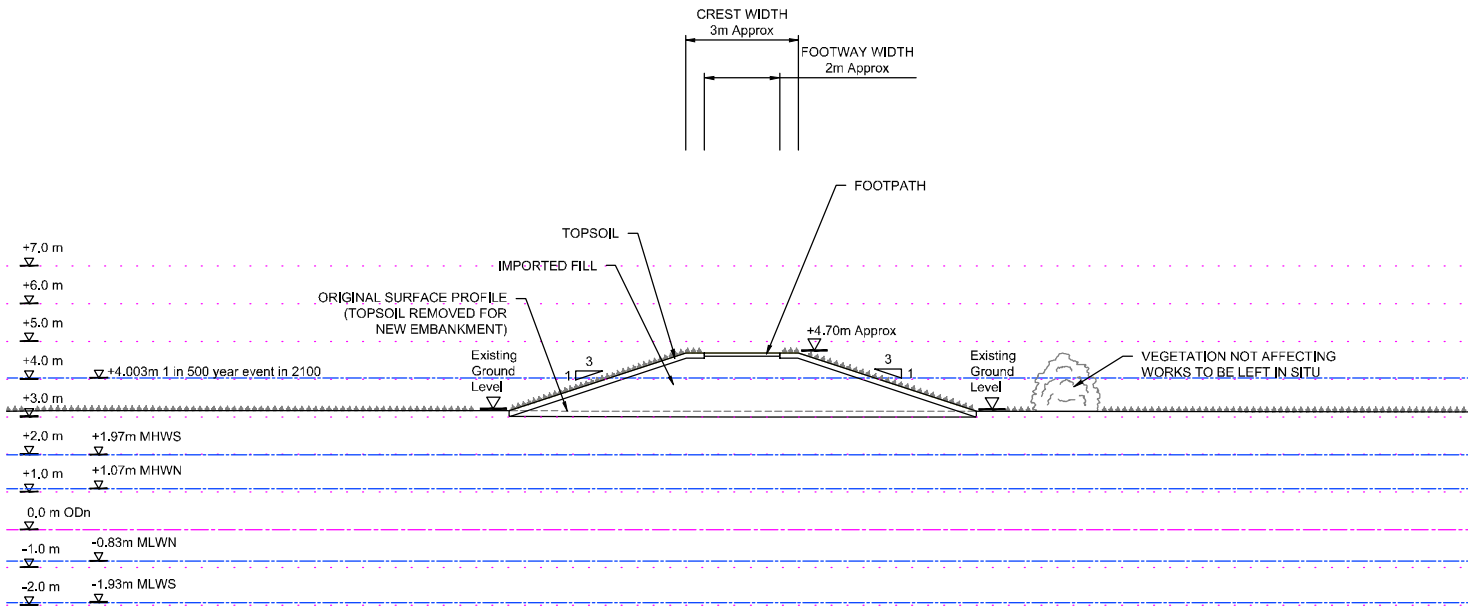 CREST WIDTH
3m Approx
FOOTWAY WIDTH
2m Approx
FOOTPATH
TOPSOIL
IMPORTED FILL
ORIGINAL SURFACE PROFILE
(TOPSOIL REMOVED FOR
NEW EMBANKMENT)
+7.0 m
+6.0 m
+5.0 m
+4.70m Approx
Existing
Ground
Level
3
1
3
1
Existing
Ground
Level
VEGETATION NOT AFFECTING
WORKS TO BE LEFT IN SITU
+4.0 m
+4.003m 1 in 500 year event in 2100
+3.0 m
+2.0 m
+1.97m MHWS
+1.0 m
+1.07m MHWN
0.0 m ODn
-1.0 m
-0.83m MLWN
-2.0 m
-1.93m MLWS